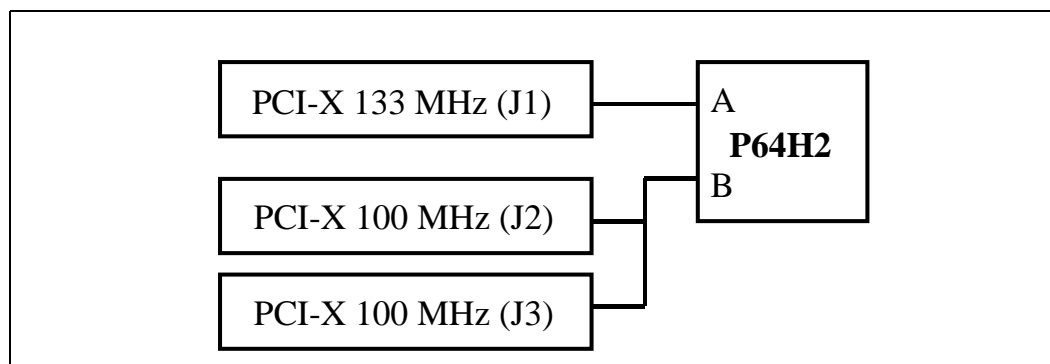 PCI-X 133 MHz (J1)
A
P64H2
B
PCI-X 100 MHz (J2)
PCI-X 100 MHz (J3)